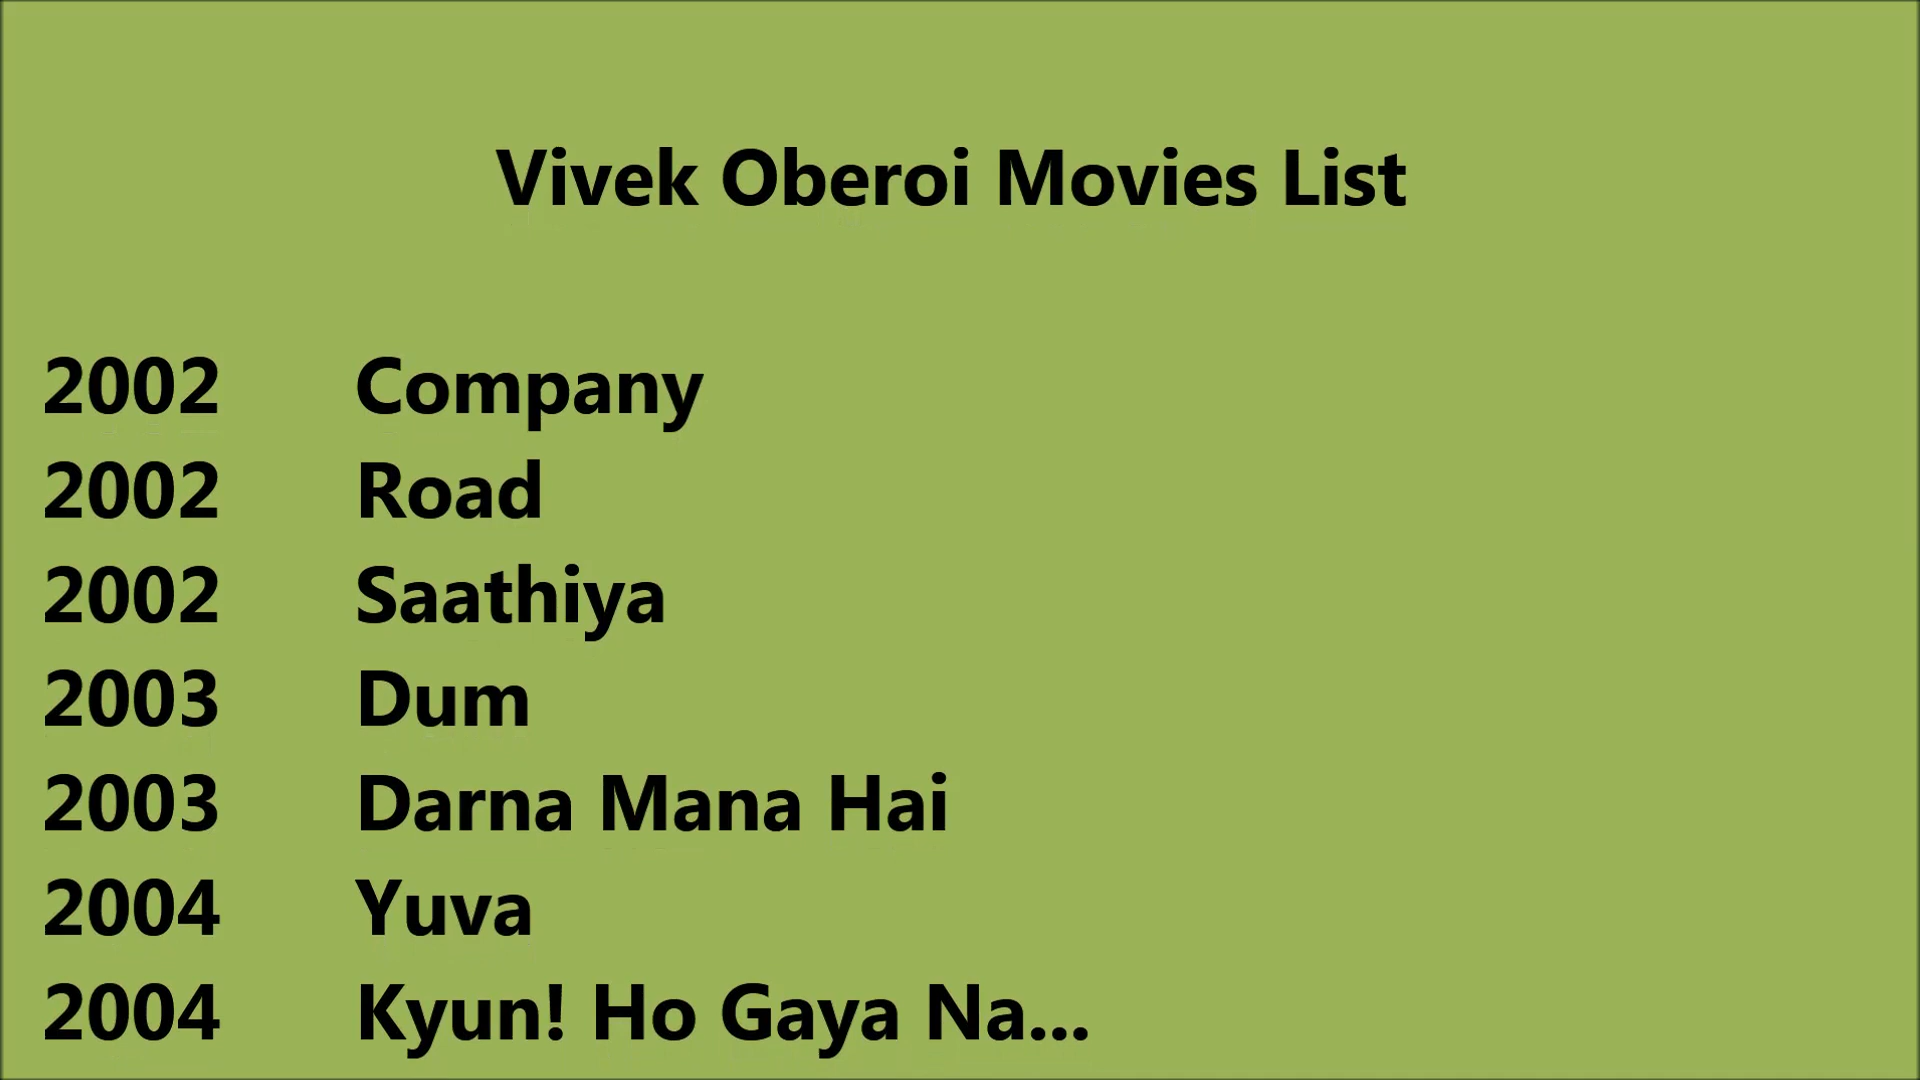 Vivek Oberoi Movies List
2002 Company
2002 Road
2002 Saathiya
2003 Dum
2003 Darna Mana Hai
2004 Yuva
2004 Kyun! Ho Gaya Na...